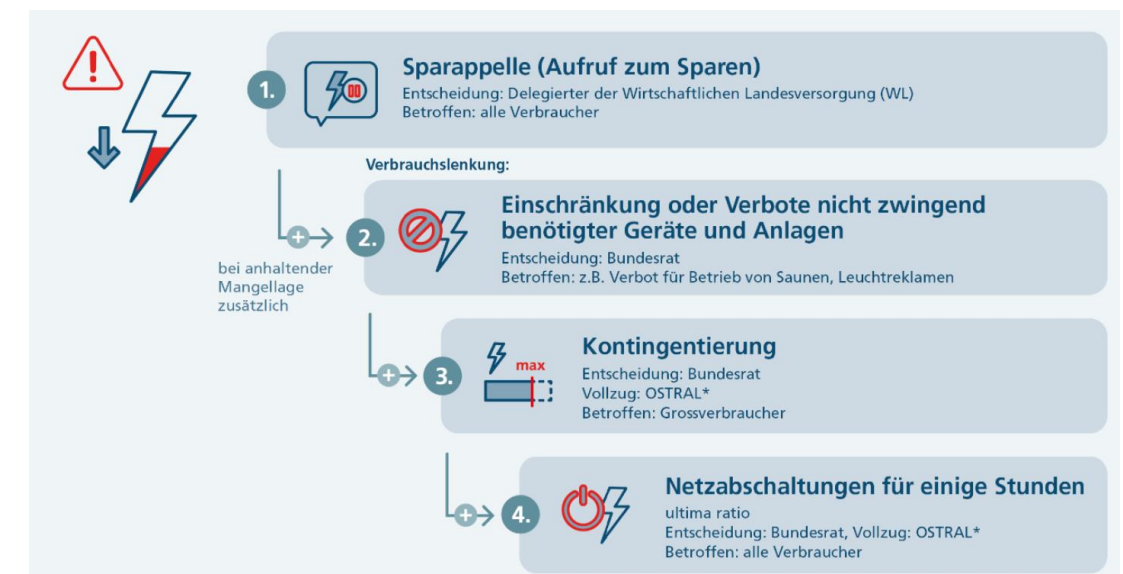 1.
Sparappelle (Aufruf zum Sparen)
Entscheidung: Delegierter der Wirtschaftlichen Landesversorgung (WL)
Betroffen: alle Verbraucher
Verbrauchslenkung:
bei anhaltender
Mangellage
zusätzlich
2.
Einschränkung oder Verbote nicht zwingend
benötigter Geräte und Anlagen
Entscheidung: Bundesrat
Betroffen: z.B. Verbot für Betrieb von Saunen, Leuchtreklamen
3.
max
Kontingentierung
Entscheidung: Bundesrat
Vollzug: OSTRAL*
Betroffen: Grossverbraucher
4.
Netzabschaltungen für einige Stunden
ultima ratio
Entscheidung: Bundesrat, Vollzug: OSTRAL*
Betroffen: alle Verbraucher